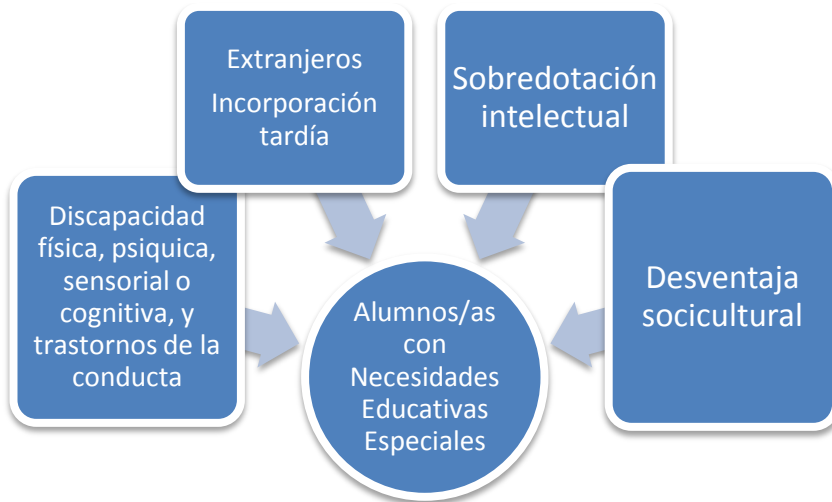 Extranjeros
Incorporación
tardía
Sobredotación
intelectual
Discapacidad
física, psiquica,
sensorial o
cognitiva, y
trastornos de la
conducta
Desventaja
socicultural
Alumnos/as
con
Necesidades
Educativas
Especiales